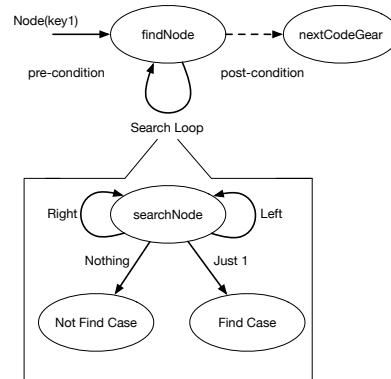 Node(key1)
findNode
nextCodeGear
pre-condition
post-condition
Search Loop
Right
searchNode
Left
Nothing
Just 1
Not Find Case
Find Case